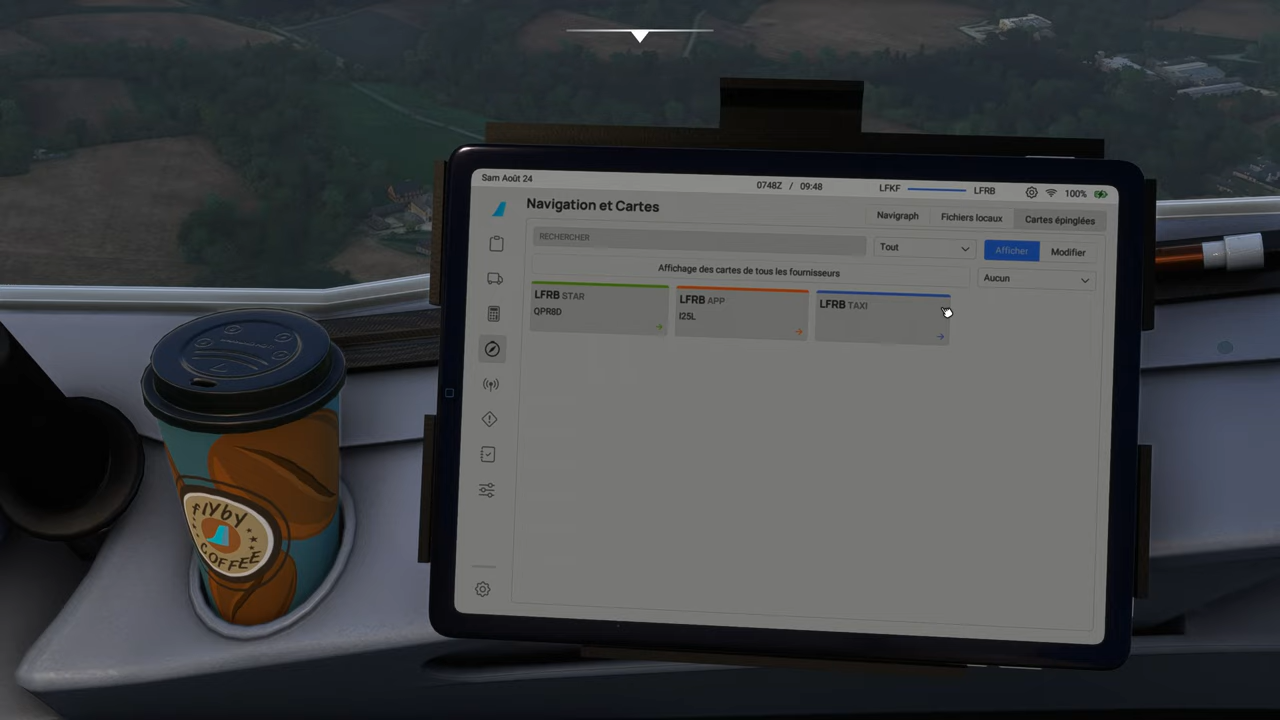 Sam Août 24
0748Z / 09:48
LFKF
LFRB
100%
Navigation et Cartes
Navigraph
Fichiers locaux
Cartes épinglées
RECHERCHER
Tout
Afficher
Modifier
Affichage des cartes de tous les fournisseurs
Aucun
LFRB STAR
QPR8D
LFRB APP
I25L
LFRB TAXI
flyby
COFFEE